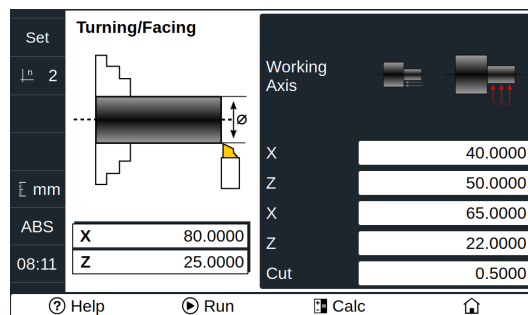 Set
n 2
mm
ABS
08:11
Turning/Facing
⌀
X 80.0000
Z 25.0000
Working
Axis
X 40.0000
Z 50.0000
X 65.0000
Z 22.0000
Cut 0.5000
? Help
Run
Calc